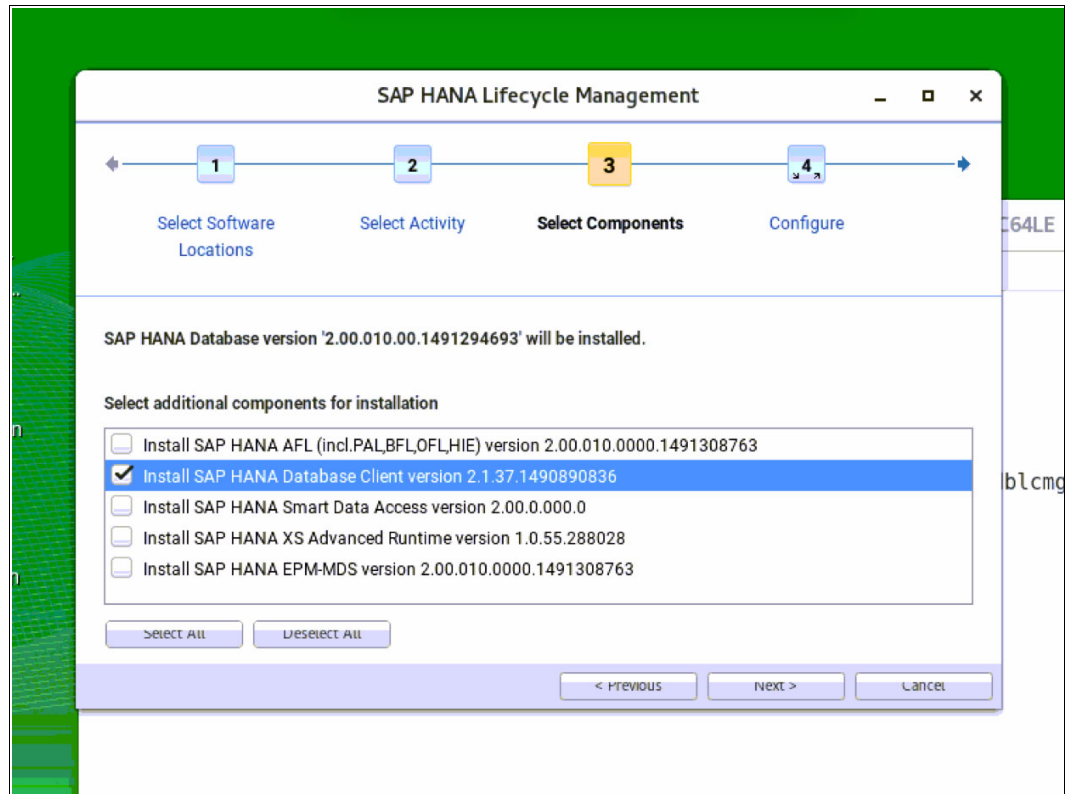 SAP HANA Lifecycle Management
1
2
3
4
Select Software
Locations
Select Activity
Select Components
Configure
C64LE
SAP HANA Database version '2.00.010.00.1491294693' will be installed.
Select additional components for installation
Install SAP HANA AFL (incl.PAL,BFL,OFL,HIE) version 2.00.010.0000.1491308763
Install SAP HANA Database Client version 2.1.37.1490890836
Install SAP HANA Smart Data Access version 2.00.0.000.0
Install SAP HANA XS Advanced Runtime version 1.0.55.288028
Install SAP HANA EPM-MDS version 2.00.010.0000.1491308763
blcmg
Select All
Deselect All
< Previous
Next >
Cancel